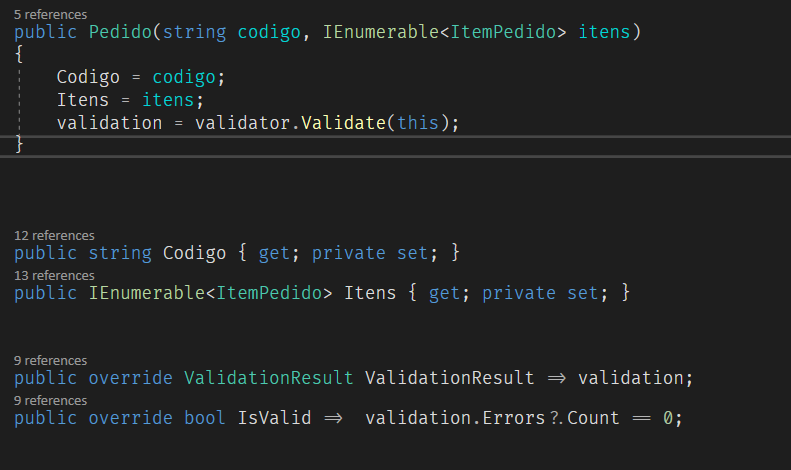 5 references
public Pedido(string codigo, IEnumerable<ItemPedido> itens)
{
Codigo = codigo;
Itens = itens;
validation = validator.Validate(this);
}
12 references
public string Codigo { get; private set; }
13 references
public IEnumerable<ItemPedido> Itens { get; private set; }
9 references
public override ValidationResult ValidationResult => validation;
9 references
public override bool IsValid => validation.Errors?.Count == 0;